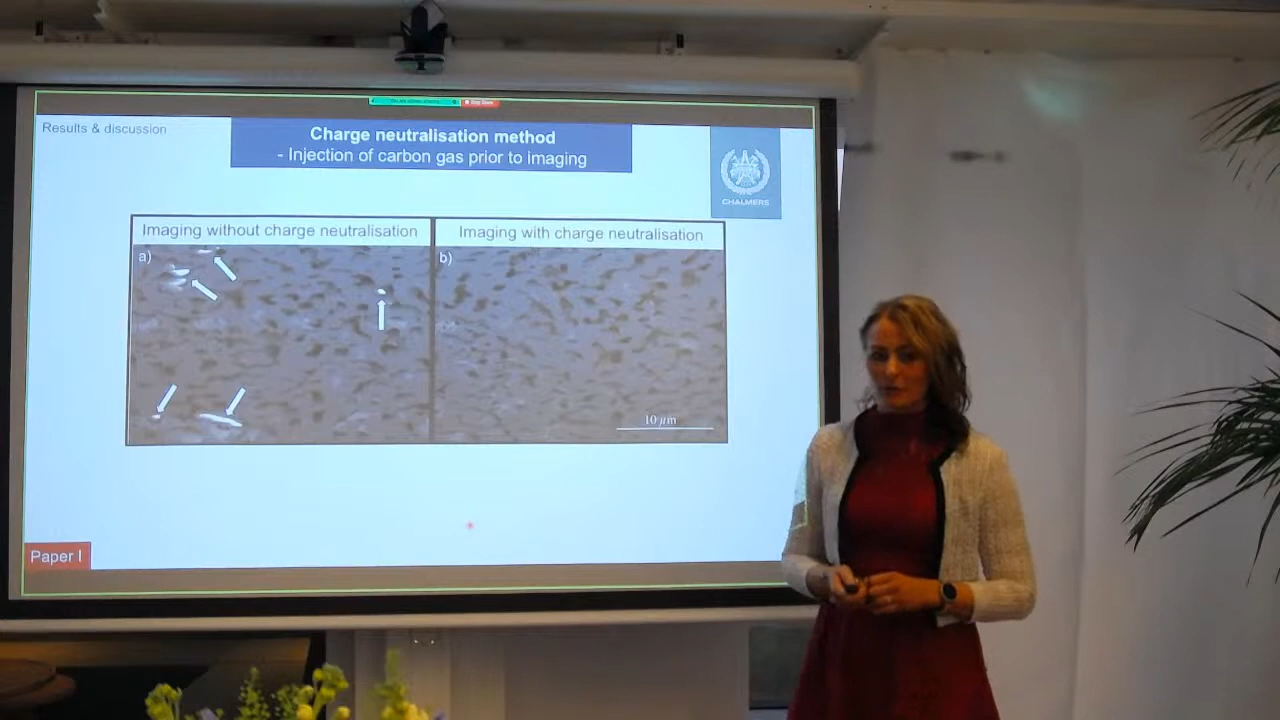 Results & discussion
Charge neutralisation method
- Injection of carbon gas prior to imaging
CHALMERS
Imaging without charge neutralisation
Imaging with charge neutralisation
a)
b)
10 µm
Paper I